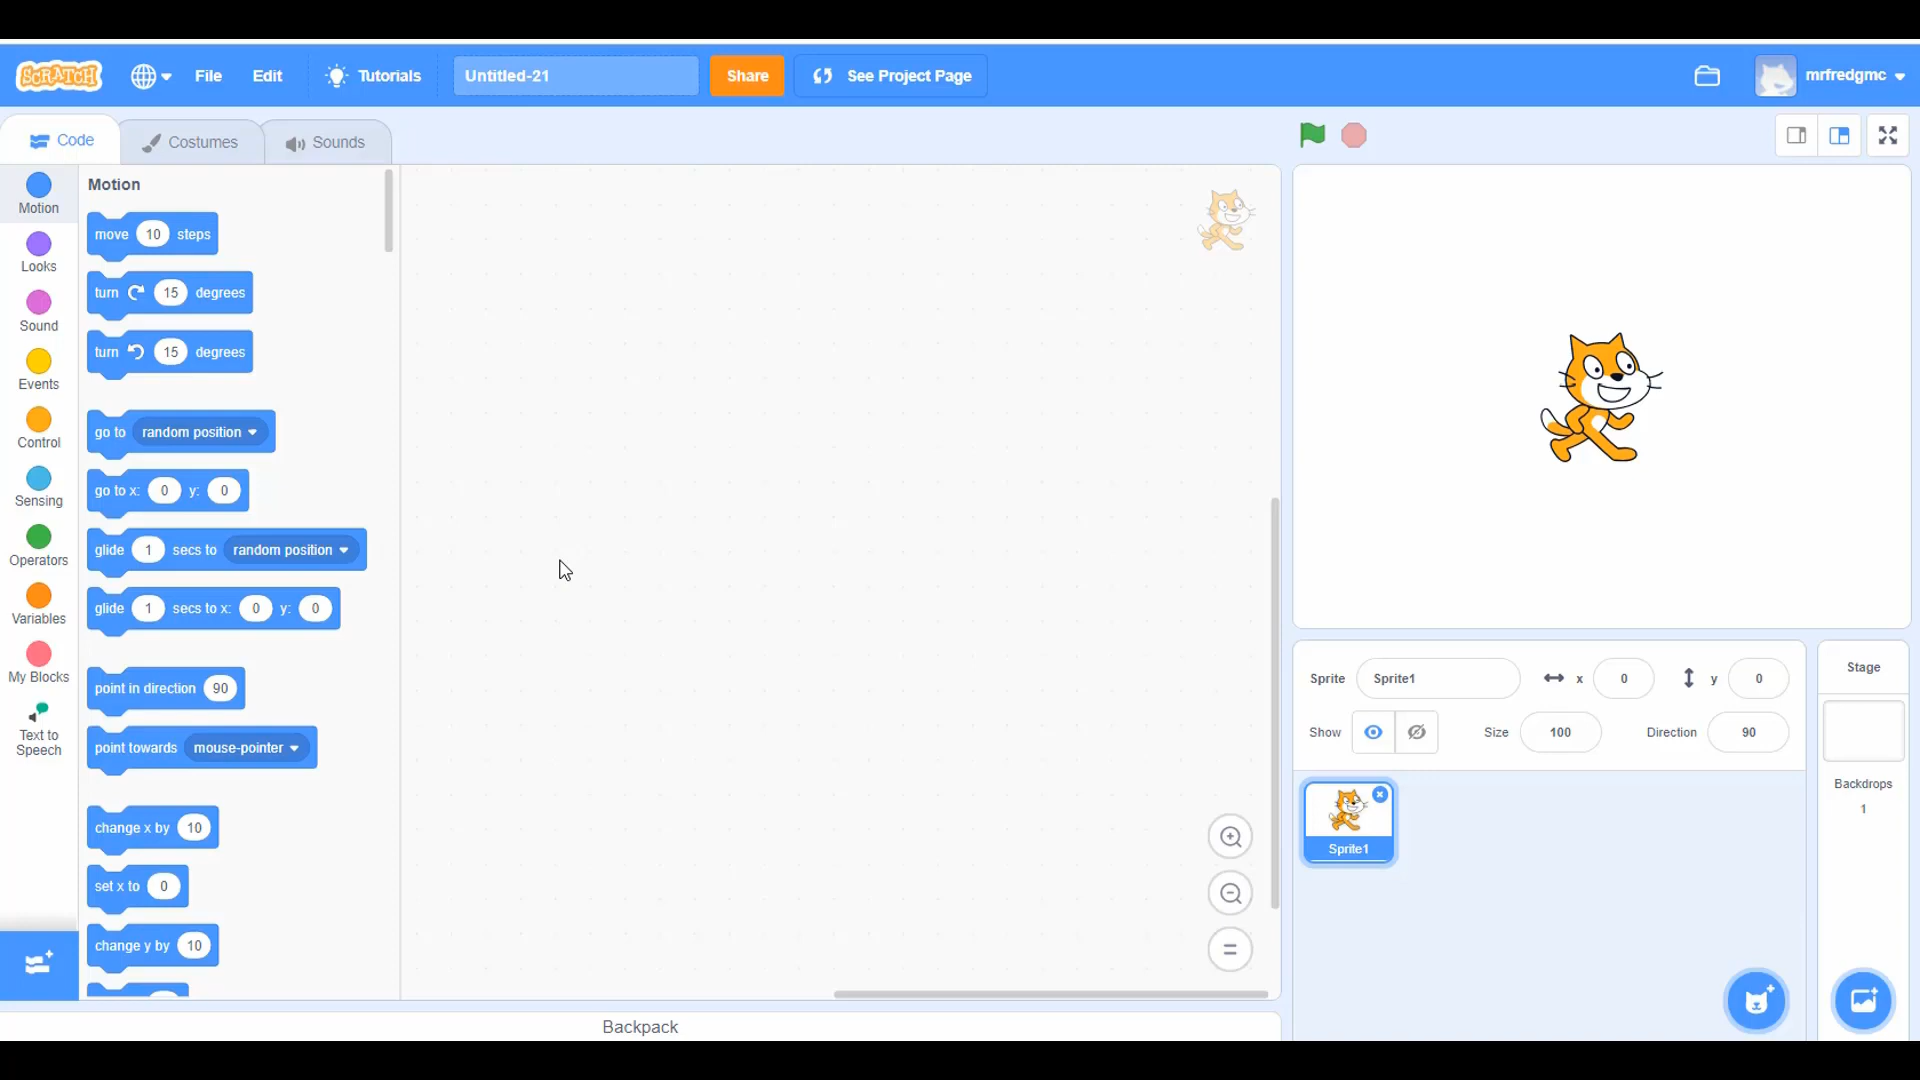 SCRATCH
File
Edit
Tutorials
Untitled-21
Share
See Project Page
mrfredgmc
Code
Costumes
Sounds
Motion
Looks
Sound
Events
Control
Sensing
Operators
Variables
My Blocks
Text to
Speech
Motion
move 10 steps
turn 15 degrees
turn 15 degrees
go to random position
go to x: 0 y: 0
glide 1 secs to random position
glide 1 secs to x: 0 y: 0
point in direction 90
point towards mouse-pointer
change x by 10
set x to 0
change y by 10
Backpack
Sprite Sprite1 x 0 y 0
Show Size 100 Direction 90
Sprite1
Stage
Backdrops
1